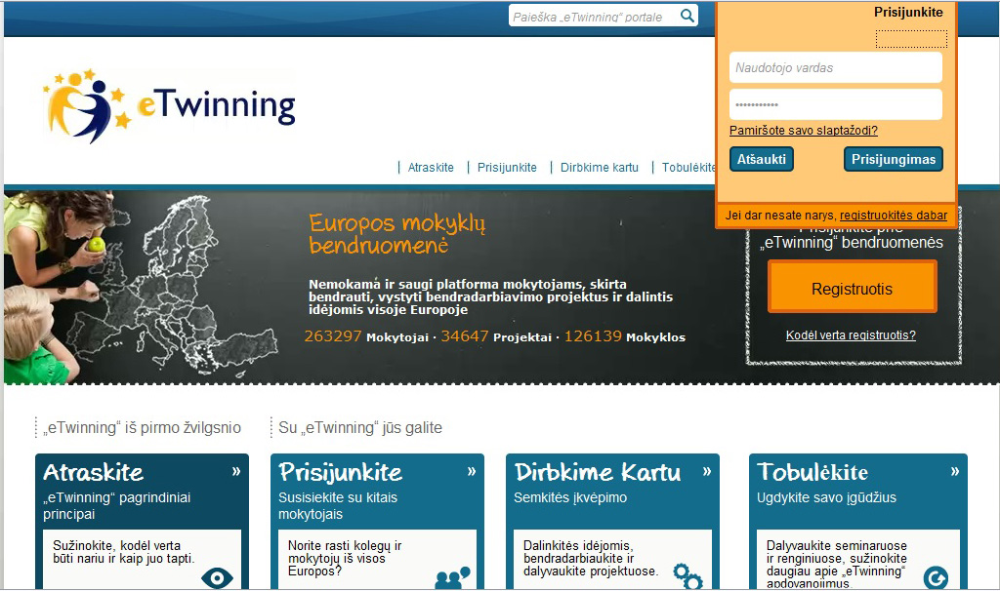 Paieška „eTwinning“ portale
Prisijunkite
Naudotojo vardas
Pamiršote savo slaptažodi?
Atšaukti
Prisijungimas
Jei dar nesate narys, registruokitės dabar
eTwinning
Atraskite
Prisijunkite
Dirbkime kartu
Tobulėkite
Europos mokyklų
bendruomenė
Nemokama ir saugi platforma mokytojams, skirta
bendrauti, vystyti bendradarbiavimo projektus ir dalintis
idėjomis visoje Europoje
263297 Mokytojai · 34647 Projektai · 126139 Mokyklos
Prisijunkite prie
„eTwinning“ bendruomenės
Registruotis
Kodėl verta registruotis?
„eTwinning“ iš pirmo žvilgsnio
Su „eTwinning“ jūs galite
Atraskite »
„eTwinning“ pagrindiniai
principai
Sužinokite, kodėl verta
būti nariu ir kaip juo tapti.
Prisijunkite »
Susisiekite su kitais
mokytojais
Norite rasti kolegų ir
mokytojų iš visos
Europos?
Dirbkime Kartu »
Semkitės įkvėpimo
Dalinkitės idėjomis,
bendradarbiaukite ir
dalyvaukite projektuose.
Tobulėkite »
Ugdykite savo įgūdžius
Dalyvaukite seminaruose
ir renginiuose, sužinokite
daugiau apie „eTwinning“
apdovanojimus.